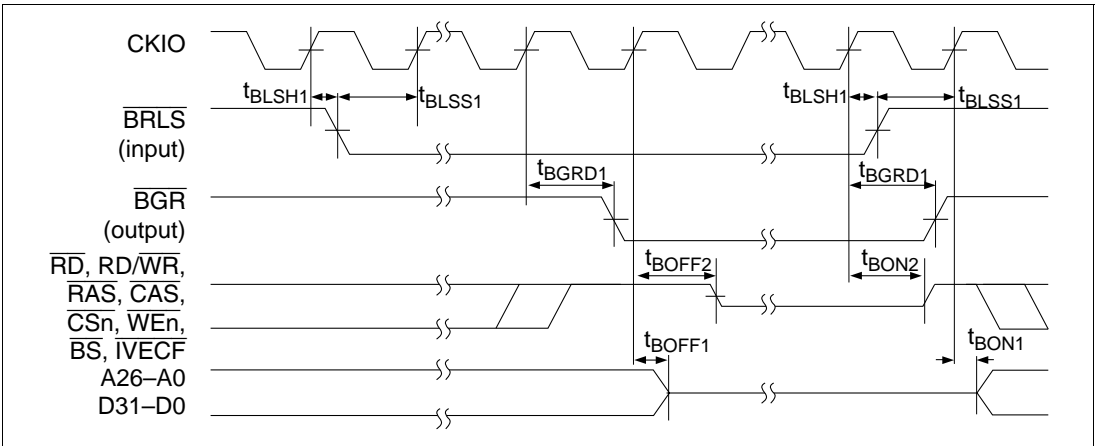 CKIO
tBLSH1 tBLSS1 tBLSH1 tBLSS1
BRLS
(input)
tBGRD1 tBGRD1
BGR
(output)
RD, RD/WR,
tBOFF2 tBON2
RAS, CAS,
CSn, WEn,
BS, IVECF
tBOFF1 tBON1
A26–A0
D31–D0